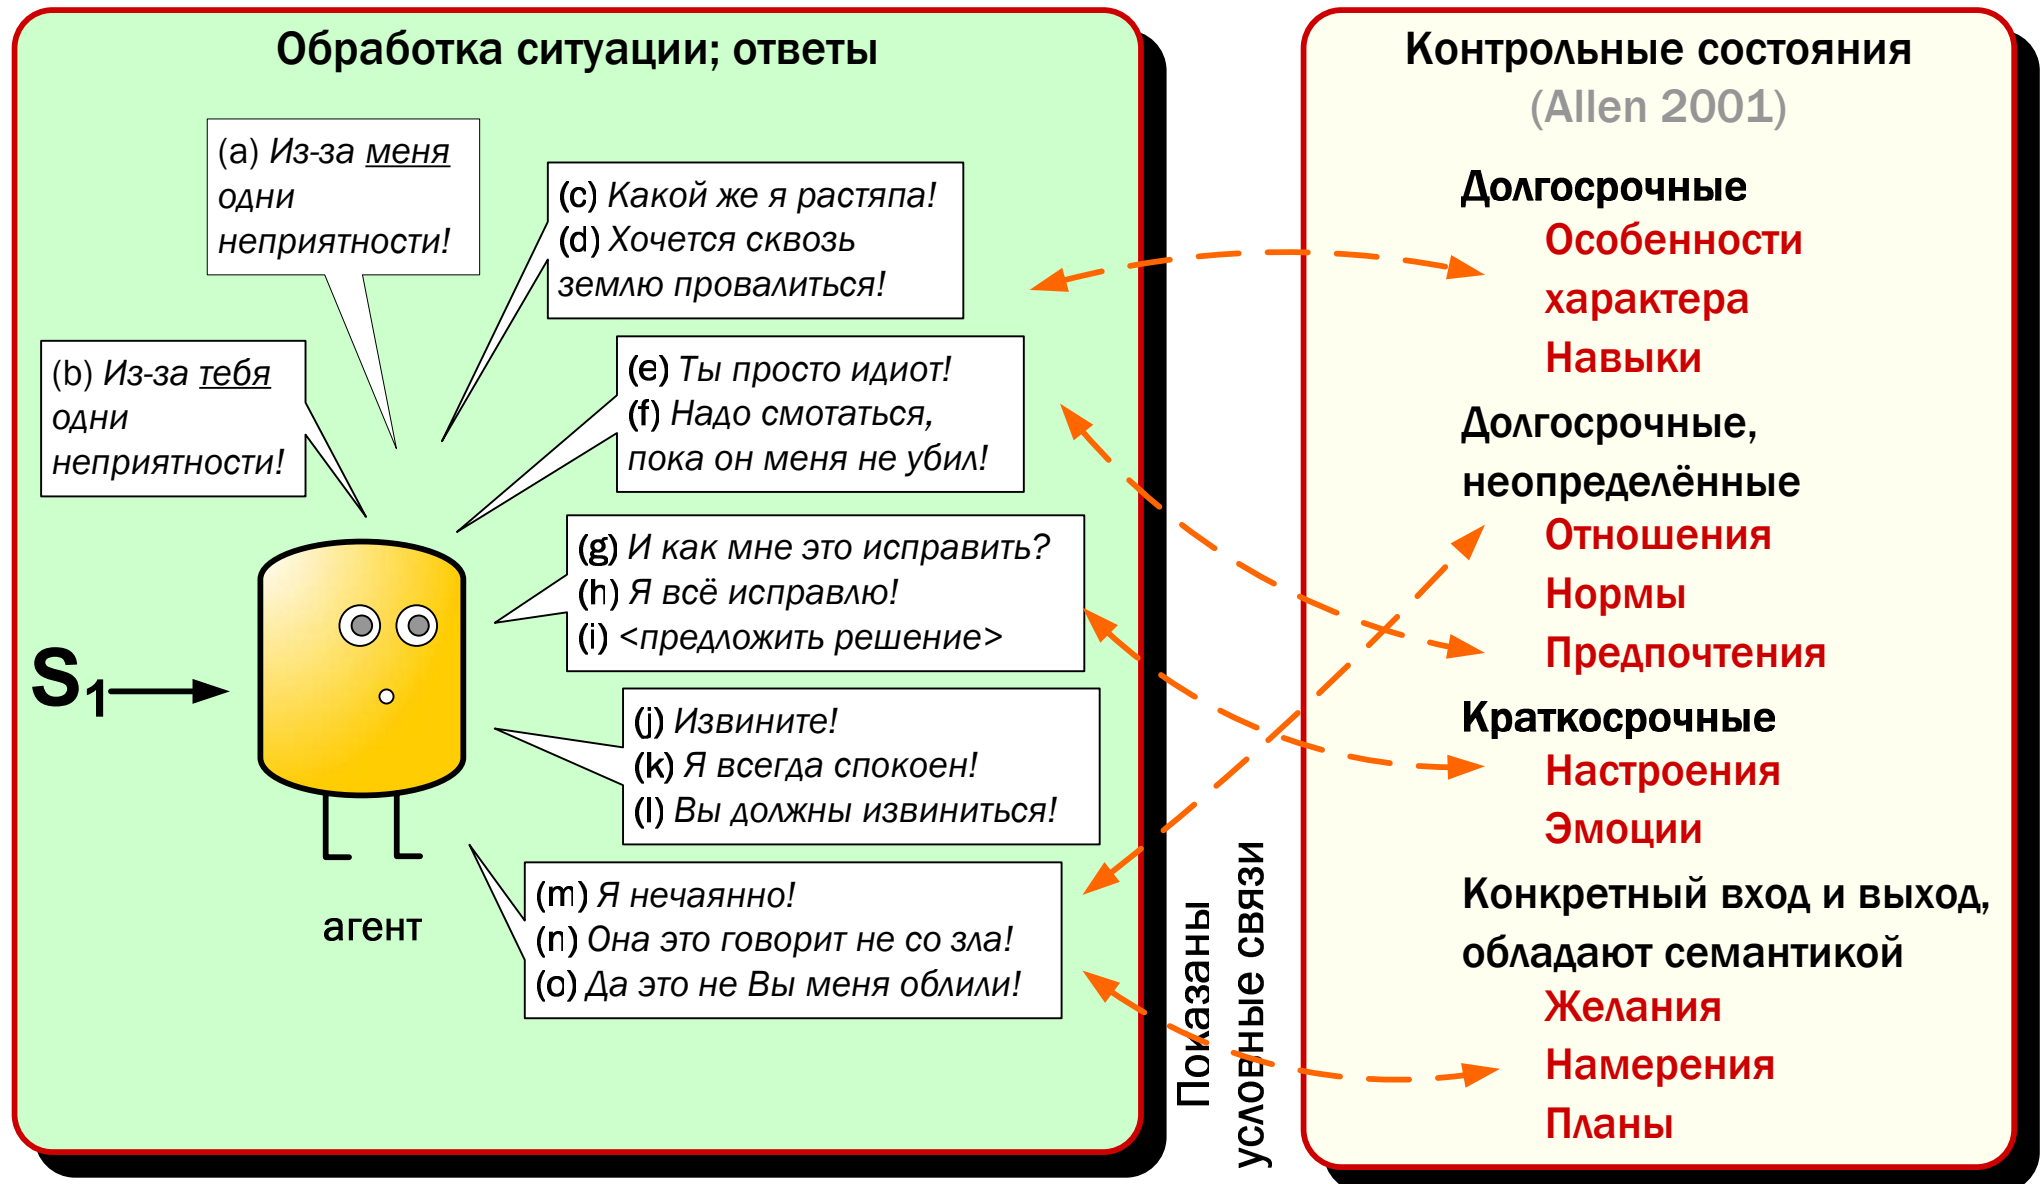 Обработка ситуации; ответы
(a) Из-за меня
одни
неприятности!
(b) Из-за тебя
одни
неприятности!
(c) Какой же я растяпа!
(d) Хочется сквозь
землю провалиться!
(e) Ты просто идиот!
(f) Надо смотаться,
пока он меня не убил!
(g) И как мне это исправить?
(h) Я всё исправлю!
(i) <предложить решение>
(j) Извините!
(k) Я всегда спокоен!
(l) Вы должны извиниться!
(m) Я нечаянно!
(n) Она это говорит не со зла!
(o) Да это не Вы меня облили!
S1
агент
Показаны
условные связи
Контрольные состояния
(Allen 2001)
Долгосрочные
Особенности
характера
Навыки
Долгосрочные,
неопределённые
Отношения
Нормы
Предпочтения
Краткосрочные
Настроения
Эмоции
Конкретный вход и выход,
обладают семантикой
Желания
Намерения
Планы